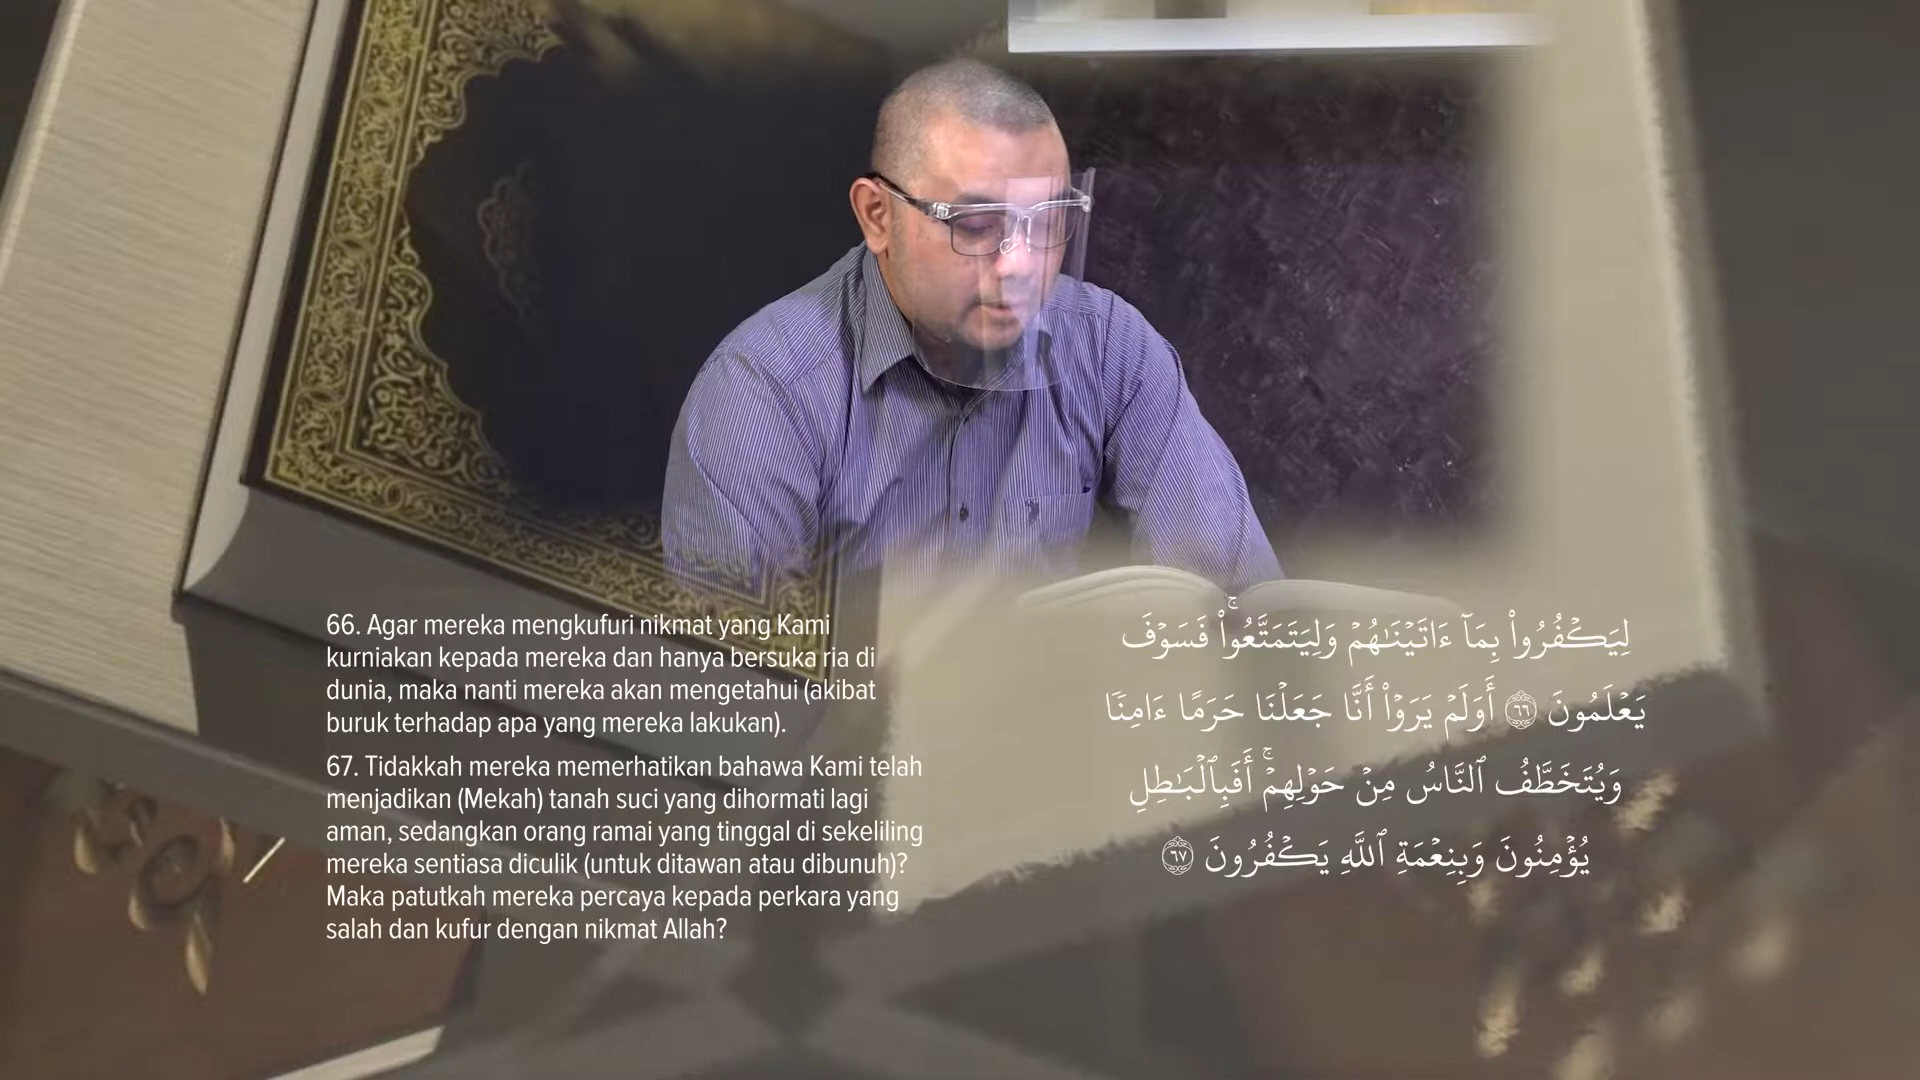 66. Agar mereka mengkufuri nikmat yang Kami
kurniakan kepada mereka dan hanya bersuka ria di
dunia, maka nanti mereka akan mengetahui (akibat
buruk terhadap apa yang mereka lakukan).
67. Tidakkah mereka memerhatikan bahawa Kami telah
menjadikan (Mekah) tanah suci yang dihormati lagi
aman, sedangkan orang ramai yang tinggal di sekeliling
mereka sentiasa diculik (untuk ditawan atau dibunuh)?
Maka patutkah mereka percaya kepada perkara yang
salah dan kufur dengan nikmat Allah?
لِيَكۡفُرُواْ بِمَآ ءَاتَيۡنَٰهُمۡ وَلِيَتَمَتَّعُواْۚ فَسَوۡفَ
يَعۡلَمُونَ ٦٦ أَوَلَمۡ يَرَوۡاْ أَنَّا جَعَلۡنَا حَرَمًا ءَامِنٗا
وَيُتَخَطَّفُ ٱلنَّاسُ مِنۡ حَوۡلِهِمۡۚ أَفَبِٱلۡبَٰطِلِ
يُؤۡمِنُونَ وَبِنِعۡمَةِ ٱللَّهِ يَكۡفُرُونَ ٦٧